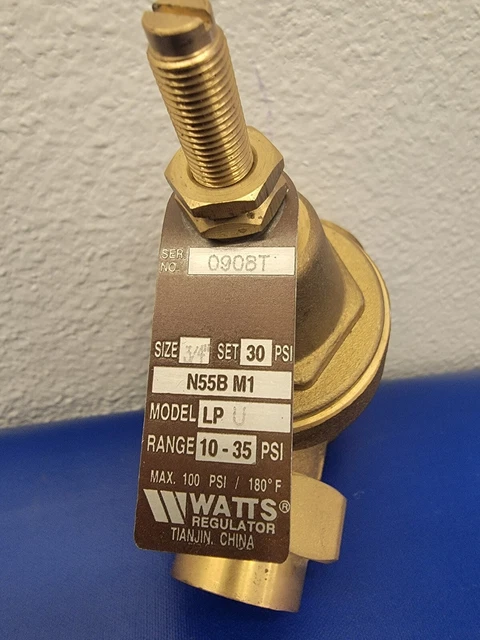 SER. NO. 0908T
SIZE 3/4" SET 30 PSI
N55B M1
MODEL LP U
RANGE 10-35 PSI
MAX. 100 PSI / 180°F
WATTS®
REGULATOR
TIANJIN, CHINA